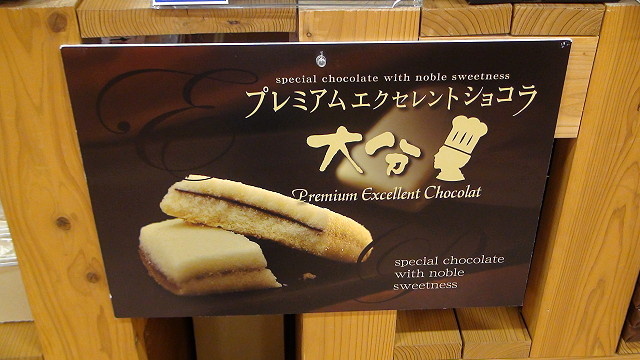 special chocolate with noble sweetness
プレミアムエクセレントショコラ
大分
Premium Excellent Chocolat
special chocolate
with noble
sweetness